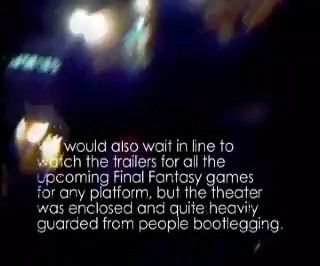 would also wait in line to
watch the trailers for all the
upcoming Final Fantasy games
for any platform, but the theater
was enclosed and quite heavily
guarded from people bootlegging.